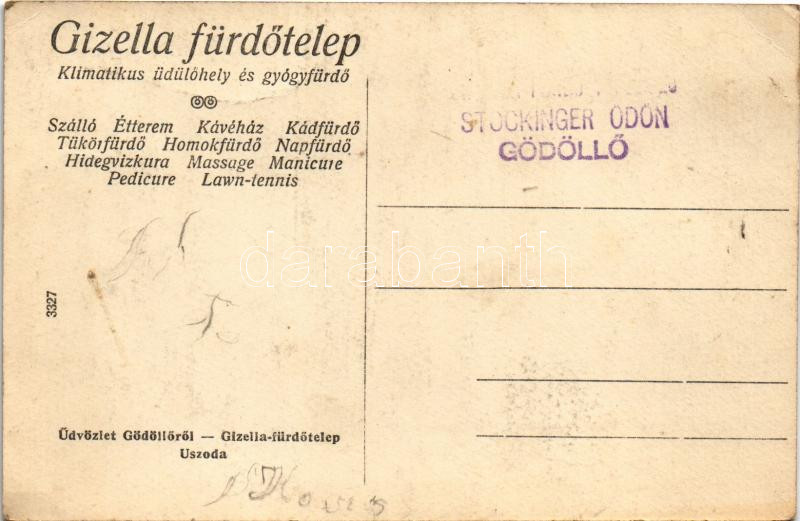 Gizella fürdőtelep
Klimatikus üdülőhely és gyógyfürdő
Szálló Étterem Kávéház Kádfürdő
Tükörfürdő Homokfürdő Napfürdő
Hidegvizkura Massage Manicure
Pedicure Lawn-tennis
STOCKINGER ÖDÖN
GÖDÖLLŐ
darabanth
3327
Üdvözlet Gödöllőről — Gizella-fürdőtelep
Uszoda